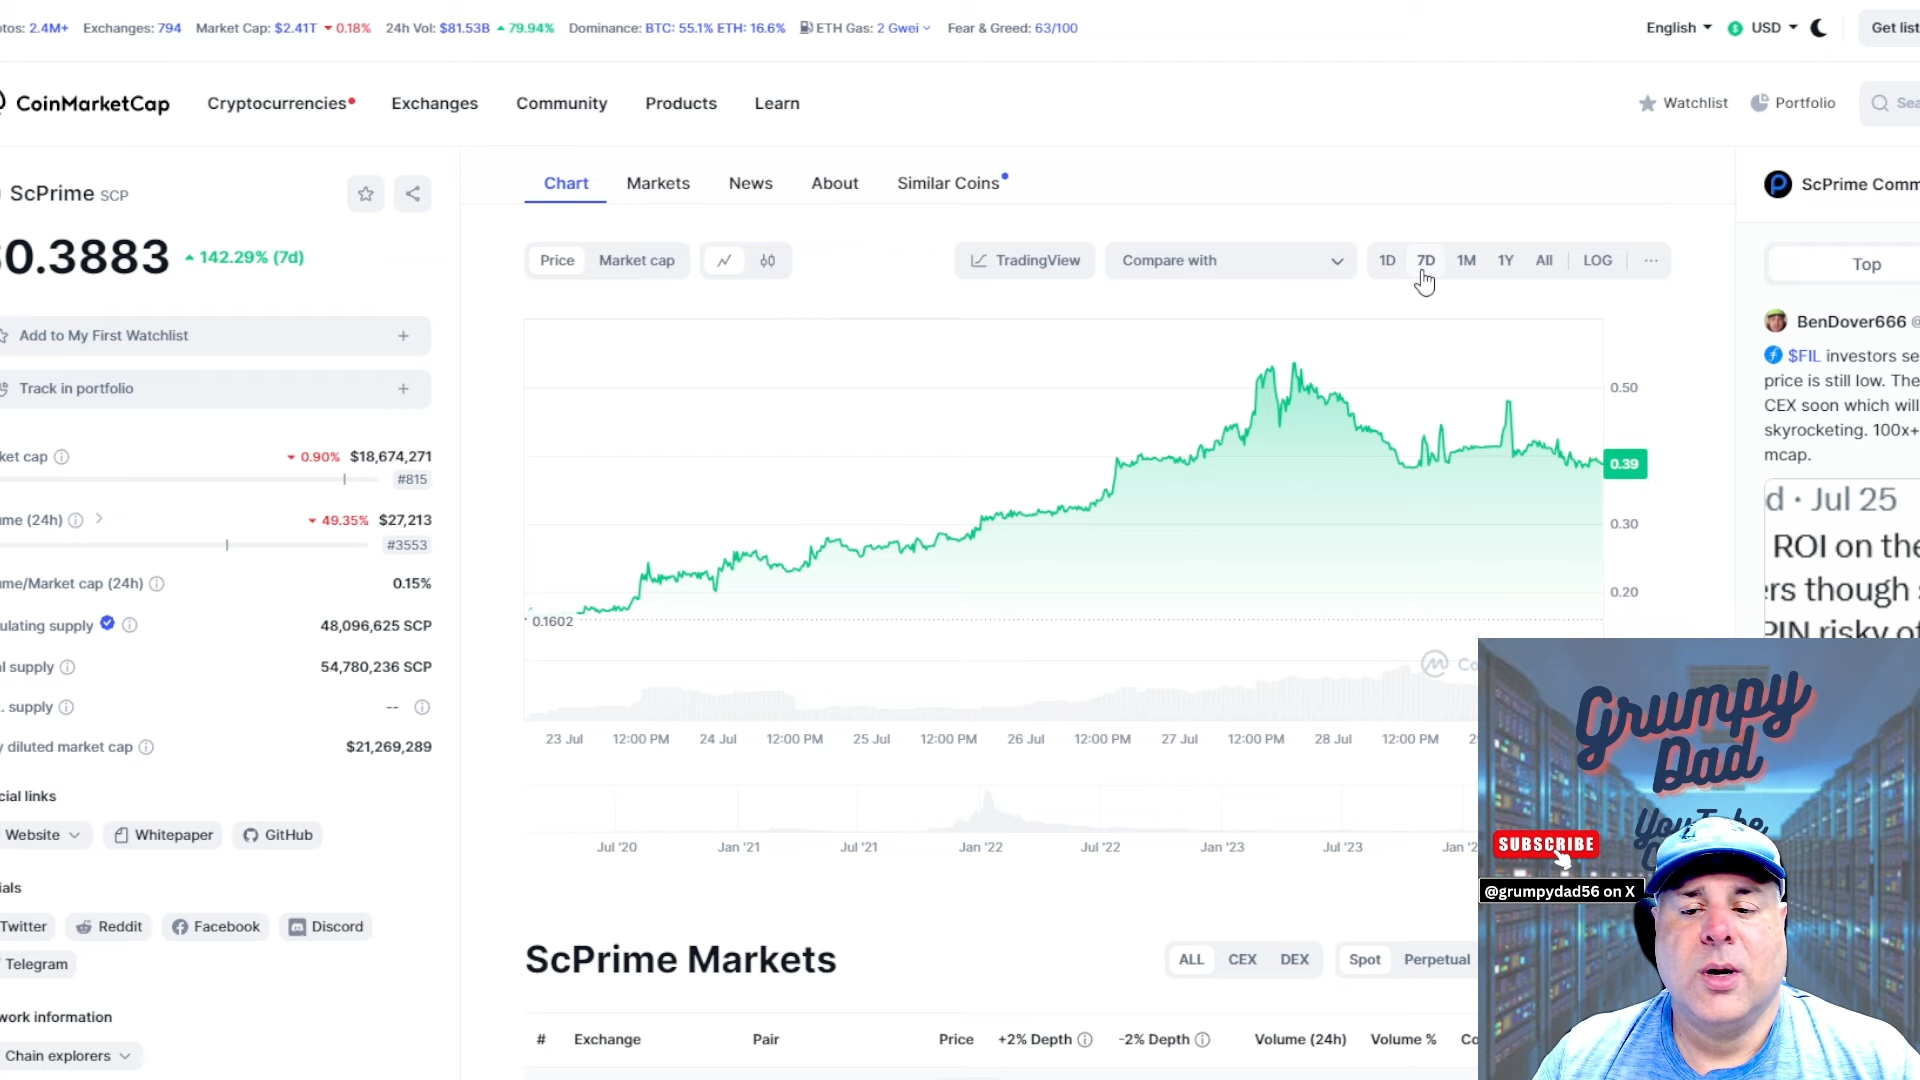 ptos: 2.4M+ Exchanges: 794 Market Cap: $2.41T 0.18% 24h Vol: $81.53B 79.94% Dominance: BTC: 55.1% ETH: 16.6% ETH Gas: 2 Gwei Fear & Greed: 63/100
English USD Get list
CoinMarketCap Cryptocurrencies Exchanges Community Products Learn
Watchlist Portfolio Sea
ScPrime SCP
0.3883 142.29% (7d)
Add to My First Watchlist +
Track in portfolio +
ket cap 0.90% $18,674,271
#815
me (24h) 49.35% $27,213
#3553
me/Market cap (24h) 0.15%
ulating supply 48,096,625 SCP
l supply 54,780,236 SCP
. supply --
y diluted market cap $21,269,289
cial links
Website Whitepaper GitHub
ials
Twitter Reddit Facebook Discord
Telegram
work information
Chain explorers
Chart Markets News About Similar Coins
Price Market cap TradingView Compare with 1D 7D 1M 1Y All LOG ...
0.50
0.39
0.30
0.20
0.1602
Co
23 Jul 12:00 PM 24 Jul 12:00 PM 25 Jul 12:00 PM 26 Jul 12:00 PM 27 Jul 12:00 PM 28 Jul 12:00 PM 29
Jul '20 Jan '21 Jul '21 Jan '22 Jul '22 Jan '23 Jul '23 Jan '2
ScPrime Markets ALL CEX DEX Spot Perpetual
# Exchange Pair Price +2% Depth -2% Depth Volume (24h) Volume % Co
ScPrime Comm
Top
BenDover666 @
$FIL investors se
price is still low. The
CEX soon which will
skyrocketing. 100x+
mcap.
d · Jul 25
ROI on the
ers though s
PIN risky of
Grumpy
Dad
YouTube
SUBSCRIBE
@grumpydad56 on X